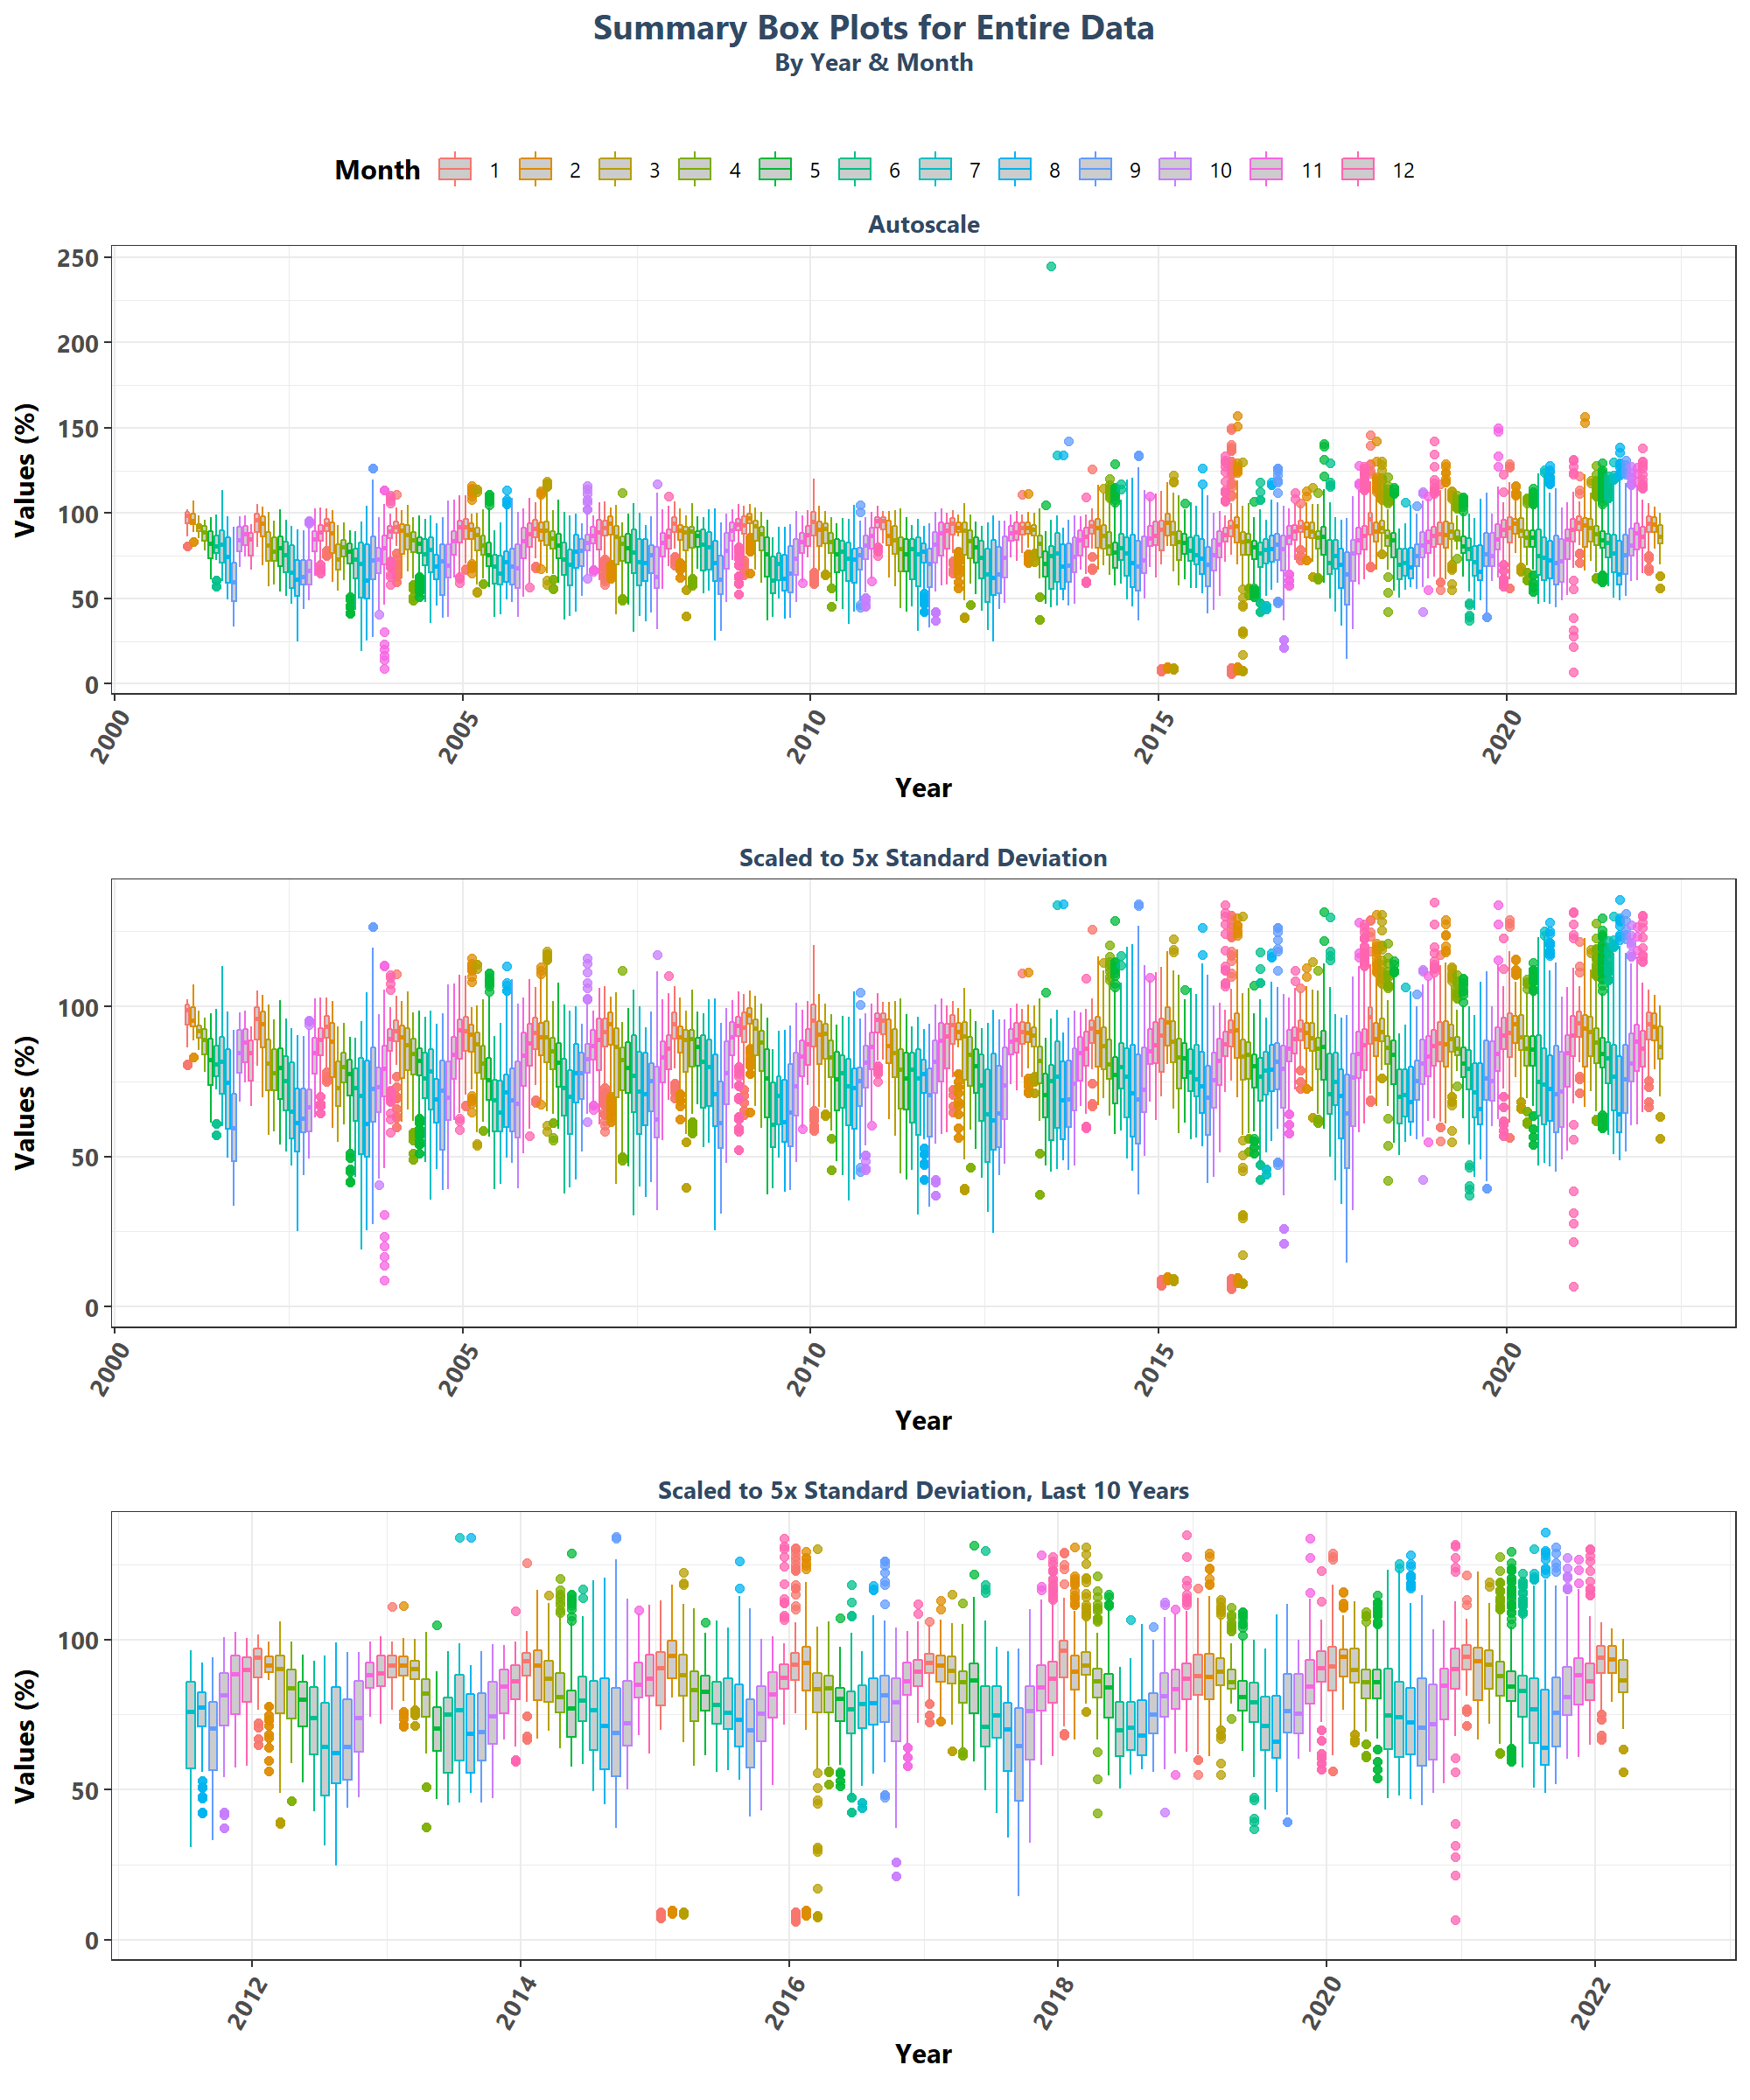 Summary Box Plots for Entire Data
By Year & Month
Month 1 2 3 4 5 6 7 8 9 10 11 12
Autoscale
250
200
150
100
50
0
Values (%)
2000 2005 2010 2015 2020
Year
Scaled to 5x Standard Deviation
100
50
0
Values (%)
2000 2005 2010 2015 2020
Year
Scaled to 5x Standard Deviation, Last 10 Years
100
50
0
Values (%)
2012 2014 2016 2018 2020 2022
Year